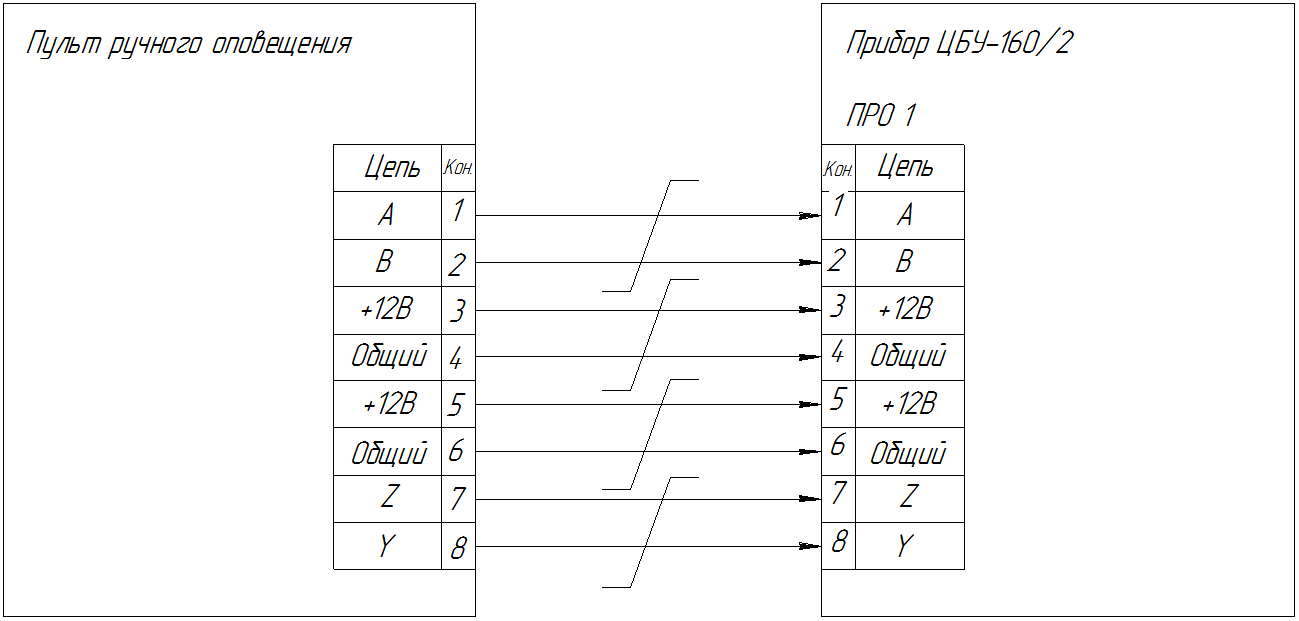 Пульт ручного оповещения
Цепь Кон.
А 1
В 2
+12В 3
Общий 4
+12В 5
Общий 6
Z 7
Y 8
Прибор ЦБУ-160/2
ПРО 1
Кон. Цепь
1 А
2 В
3 +12В
4 Общий
5 +12В
6 Общий
7 Z
8 Y